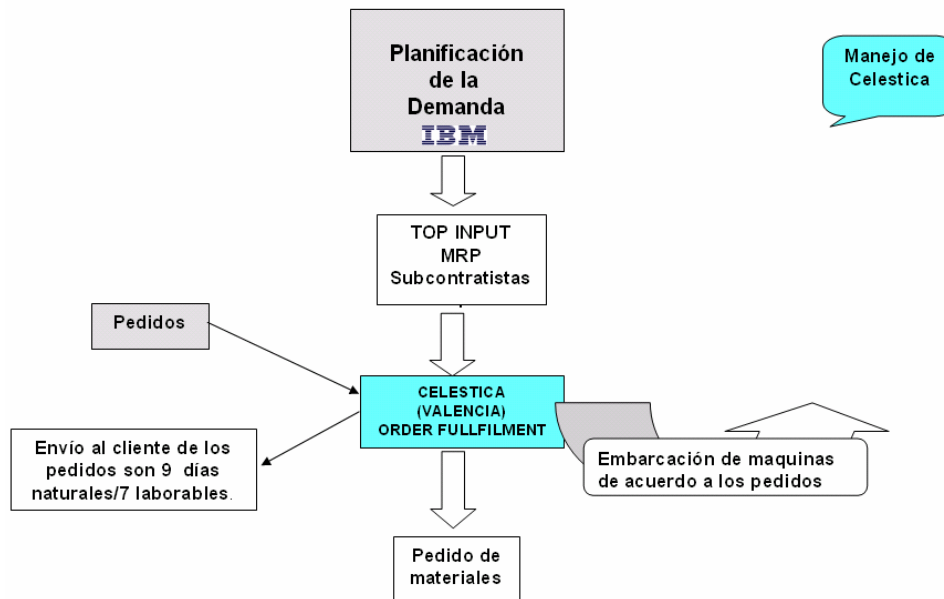 Planificación
de la
Demanda
IBM
Manejo de
Celestica
TOP INPUT
MRP
Subcontratistas
Pedidos
CELESTICA
(VALENCIA)
ORDER FULLFILMENT
Envío al cliente de los
pedidos son 9 días
naturales/7 laborables.
Embarcación de maquinas
de acuerdo a los pedidos
Pedido de
materiales